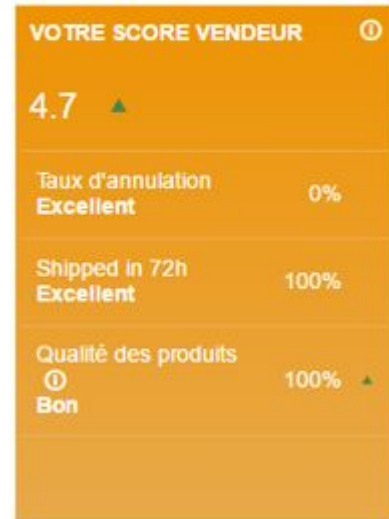 VOTRE SCORE VENDEUR
4.7
Taux d'annulation
Excellent
0%
Shipped in 72h
Excellent
100%
Qualité des produits
Bon
100%